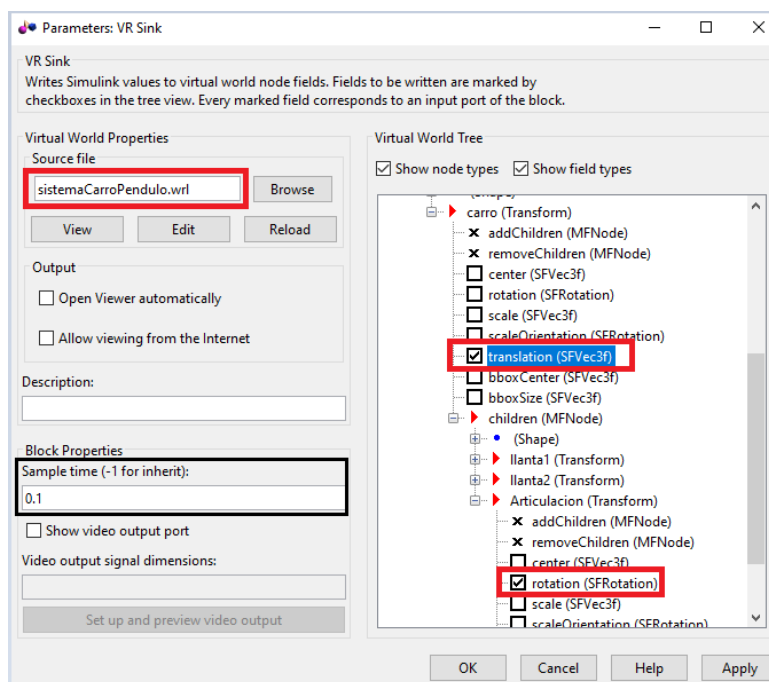 Parameters: VR Sink
VR Sink
Writes Simulink values to virtual world node fields. Fields to be written are marked by
checkboxes in the tree view. Every marked field corresponds to an input port of the block.
Virtual World Properties
Source file
sistemaCarroPendulo.wrl
Browse
View
Edit
Reload
Output
Open Viewer automatically
Allow viewing from the Internet
Description:
Block Properties
Sample time (-1 for inherit):
0.1
Show video output port
Video output signal dimensions:
Set up and preview video output
Virtual World Tree
Show node types
Show field types
(Shape)
carro (Transform)
addChildren (MFNode)
removeChildren (MFNode)
center (SFVec3f)
rotation (SFRotation)
scale (SFVec3f)
scaleOrientation (SFRotation)
translation (SFVec3f)
bboxCenter (SFVec3f)
bboxSize (SFVec3f)
children (MFNode)
(Shape)
llanta1 (Transform)
llanta2 (Transform)
Articulacion (Transform)
addChildren (MFNode)
removeChildren (MFNode)
center (SFVec3f)
rotation (SFRotation)
scale (SFVec3f)
scaleOrientation (SFRotation)
OK
Cancel
Help
Apply